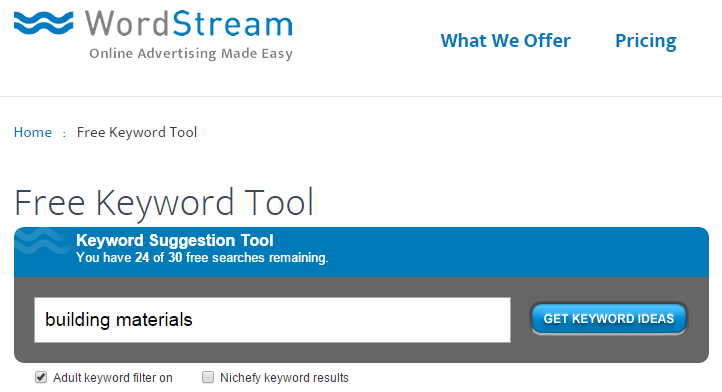 WordStream
Online Advertising Made Easy
What We Offer Pricing
Home : Free Keyword Tool
Free Keyword Tool
Keyword Suggestion Tool
You have 24 of 30 free searches remaining.
building materials
GET KEYWORD IDEAS
Adult keyword filter on Nichefy keyword results